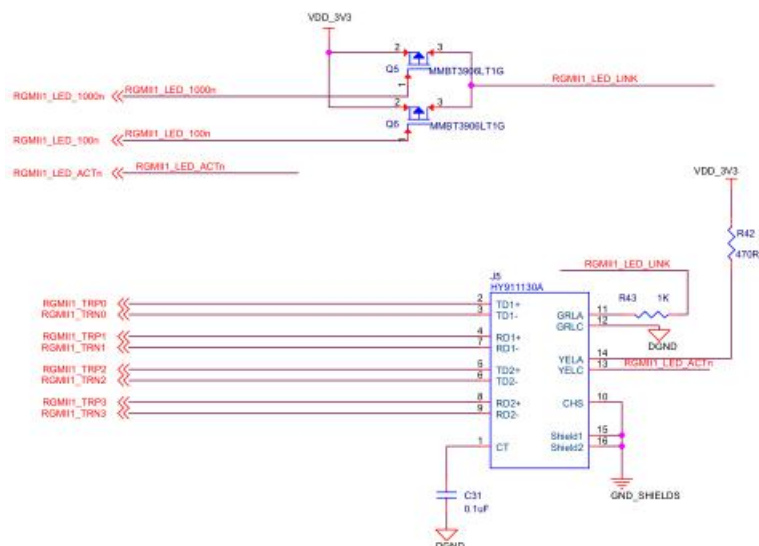 VDD_3V3
2 3
Q5 MMBT3906LT1G
1
RGMII1_LED_1000n RGMII1_LED_1000n
RGMII1_LED_LINK
2 3
Q6 MMBT3906LT1G
1
RGMII1_LED_100n RGMII1_LED_100n
RGMII1_LED_ACTn RGMII1_LED_ACTn
VDD_3V3
R42
470R
RGMII1_LED_LINK
J5
HY911130A
R43 1K
RGMII1_TRP0 2 TD1+ GRLA 11
RGMII1_TRN0 3 TD1- GRLC 12
DGND
RGMII1_TRP1 4 RD1+
RGMII1_TRN1 7 RD1-
YELA 14
RGMII1_TRP2 5 TD2+ YELC 13 RGMII1_LED_ACTn
RGMII1_TRN2 6 TD2-
RGMII1_TRP3 8 RD2+ CHS 10
RGMII1_TRN3 9 RD2-
Shield1 15
1 CT Shield2 16
C31
0.1uF
GND_SHIELDS
DGND